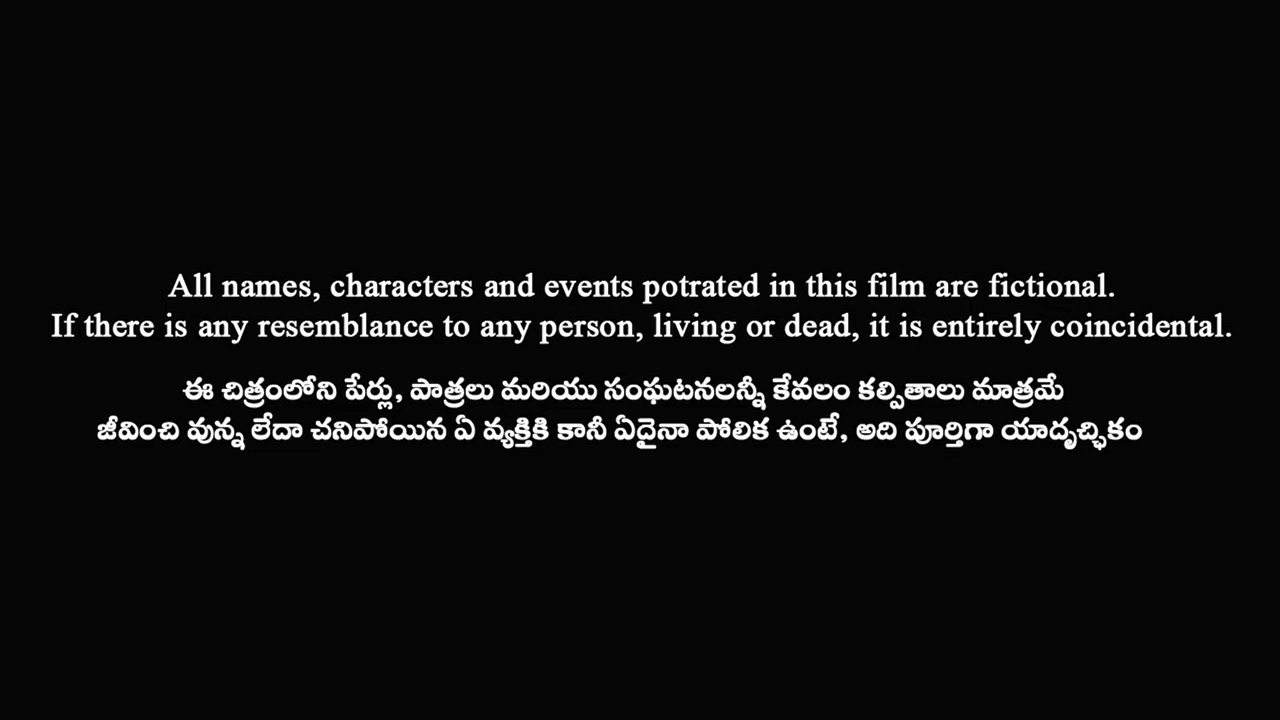 All names, characters and events potrated in this film are fictional.
If there is any resemblance to any person, living or dead, it is entirely coincidental.
ఈ చిత్రంలోని పేర్లు, పాత్రలు మరియు సంఘటనలన్నీ కేవలం కల్పితాలు మాత్రమే
జీవించి వున్న లేదా చనిపోయిన ఏ వ్యక్తికి కానీ ఏదైనా పోలిక ఉంటే, అది పూర్తిగా యాదృచ్ఛికం